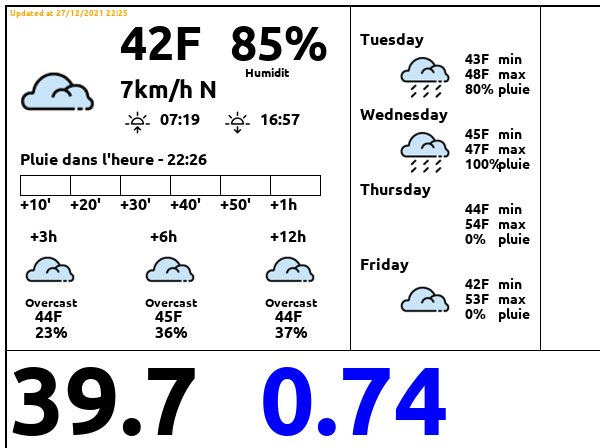 Updated at 27/12/2021 22:25
42F 85%
Humidit
7km/h N
07:19 16:57
Pluie dans l'heure - 22:26
+10' +20' +30' +40' +50' +1h
+3h +6h +12h
Overcast Overcast Overcast
44F 45F 44F
23% 36% 37%
Tuesday
43F min
48F max
80% pluie
Wednesday
45F min
47F max
100%pluie
Thursday
44F min
54F max
0% pluie
Friday
42F min
53F max
0% pluie
39.7 0.74